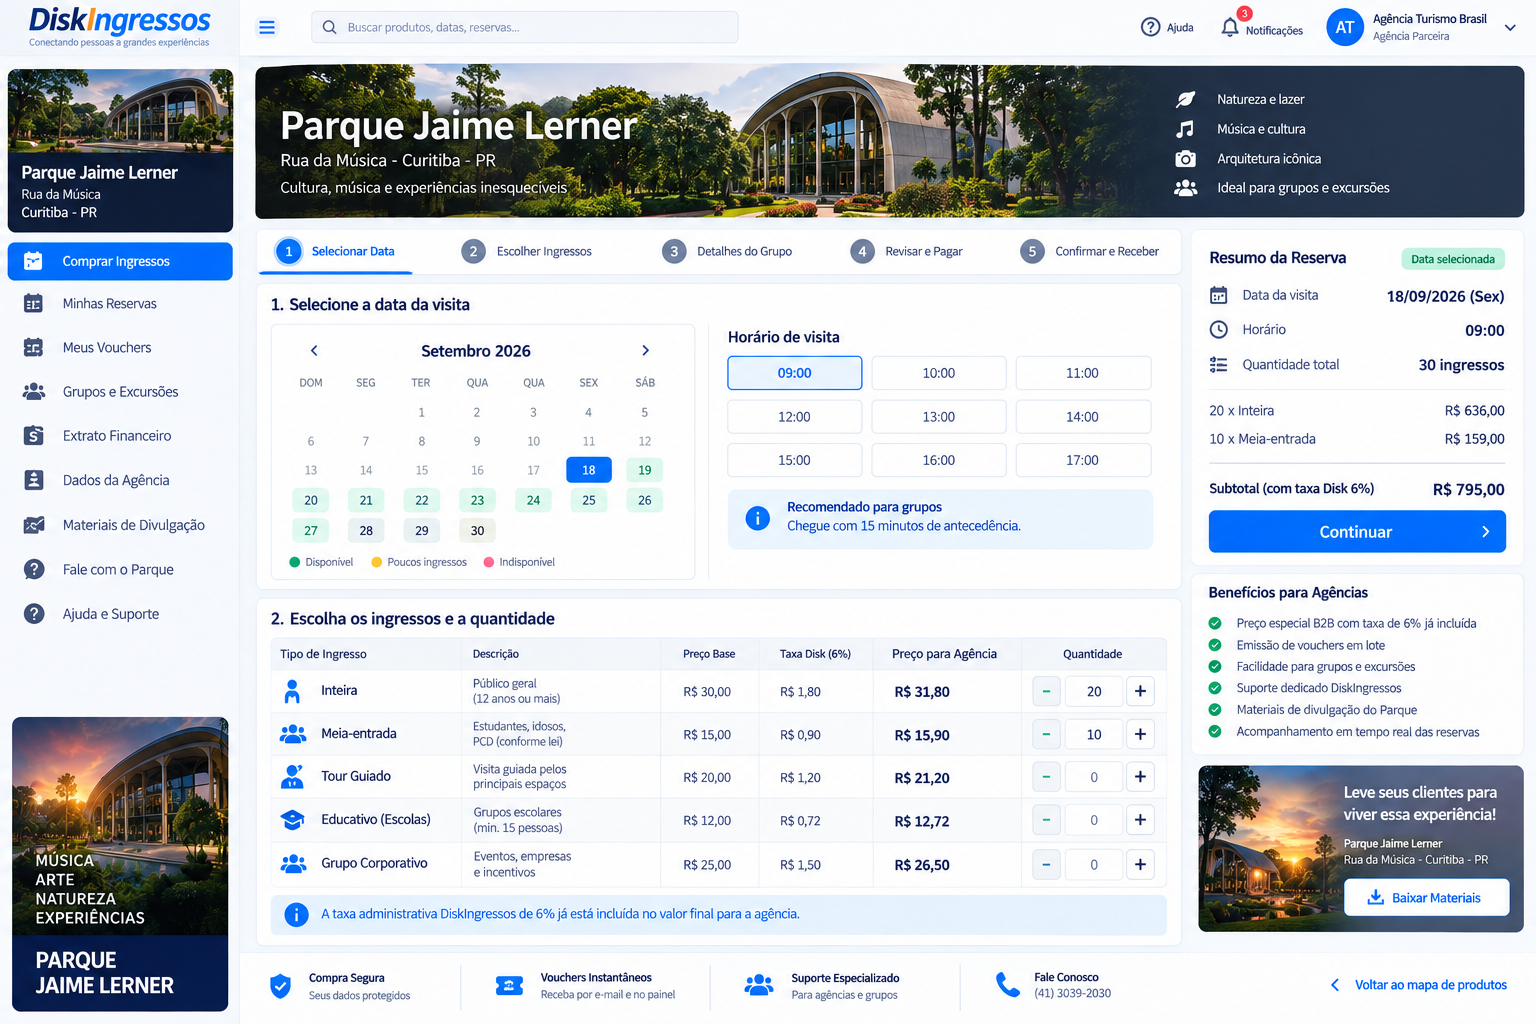 DiskIngressos
Conectando pessoas a grandes experiências
Buscar produtos, datas, reservas...
Ajuda
3
Notificações
AT
Agência Turismo Brasil
Agência Parceira
Parque Jaime Lerner
Rua da Música
Curitiba - PR
Comprar Ingressos
Minhas Reservas
Meus Vouchers
Grupos e Excursões
Extrato Financeiro
Dados da Agência
Materiais de Divulgação
Fale com o Parque
Ajuda e Suporte
MÚSICA
ARTE
NATUREZA
EXPERIÊNCIAS
PARQUE
JAIME LERNER
Parque Jaime Lerner
Rua da Música - Curitiba - PR
Cultura, música e experiências inesquecíveis
Natureza e lazer
Música e cultura
Arquitetura icônica
Ideal para grupos e excursões
1 Selecionar Data
2 Escolher Ingressos
3 Detalhes do Grupo
4 Revisar e Pagar
5 Confirmar e Receber
1. Selecione a data da visita
Setembro 2026
DOM SEG TER QUA QUA SEX SÁB
1 2 3 4 5
6 7 8 9 10 11 12
13 14 15 16 17 18 19
20 21 22 23 24 25 26
27 28 29 30
Disponível Poucos ingressos Indisponível
Horário de visita
09:00 10:00 11:00
12:00 13:00 14:00
15:00 16:00 17:00
Recomendado para grupos
Chegue com 15 minutos de antecedência.
2. Escolha os ingressos e a quantidade
Tipo de Ingresso Descrição Preço Base Taxa Disk (6%) Preço para Agência Quantidade
Inteira Público geral R$ 30,00 R$ 1,80 R$ 31,80 − 20 +
(12 anos ou mais)
Meia-entrada Estudantes, idosos, R$ 15,00 R$ 0,90 R$ 15,90 − 10 +
PCD (conforme lei)
Tour Guiado Visita guiada pelos R$ 20,00 R$ 1,20 R$ 21,20 − 0 +
principais espaços
Educativo (Escolas) Grupos escolares R$ 12,00 R$ 0,72 R$ 12,72 − 0 +
(min. 15 pessoas)
Grupo Corporativo Eventos, empresas R$ 25,00 R$ 1,50 R$ 26,50 − 0 +
e incentivos
A taxa administrativa DiskIngressos de 6% já está incluída no valor final para a agência.
Resumo da Reserva
Data selecionada
Data da visita 18/09/2026 (Sex)
Horário 09:00
Quantidade total 30 ingressos
20 x Inteira R$ 636,00
10 x Meia-entrada R$ 159,00
Subtotal (com taxa Disk 6%) R$ 795,00
Continuar
Benefícios para Agências
Preço especial B2B com taxa de 6% já incluída
Emissão de vouchers em lote
Facilidade para grupos e excursões
Suporte dedicado DiskIngressos
Materiais de divulgação do Parque
Acompanhamento em tempo real das reservas
Leve seus clientes para
viver essa experiência!
Parque Jaime Lerner
Rua da Música - Curitiba - PR
Baixar Materiais
Compra Segura
Seus dados protegidos
Vouchers Instantâneos
Receba por e-mail e no painel
Suporte Especializado
Para agências e grupos
Fale Conosco
(41) 3039-2030
Voltar ao mapa de produtos